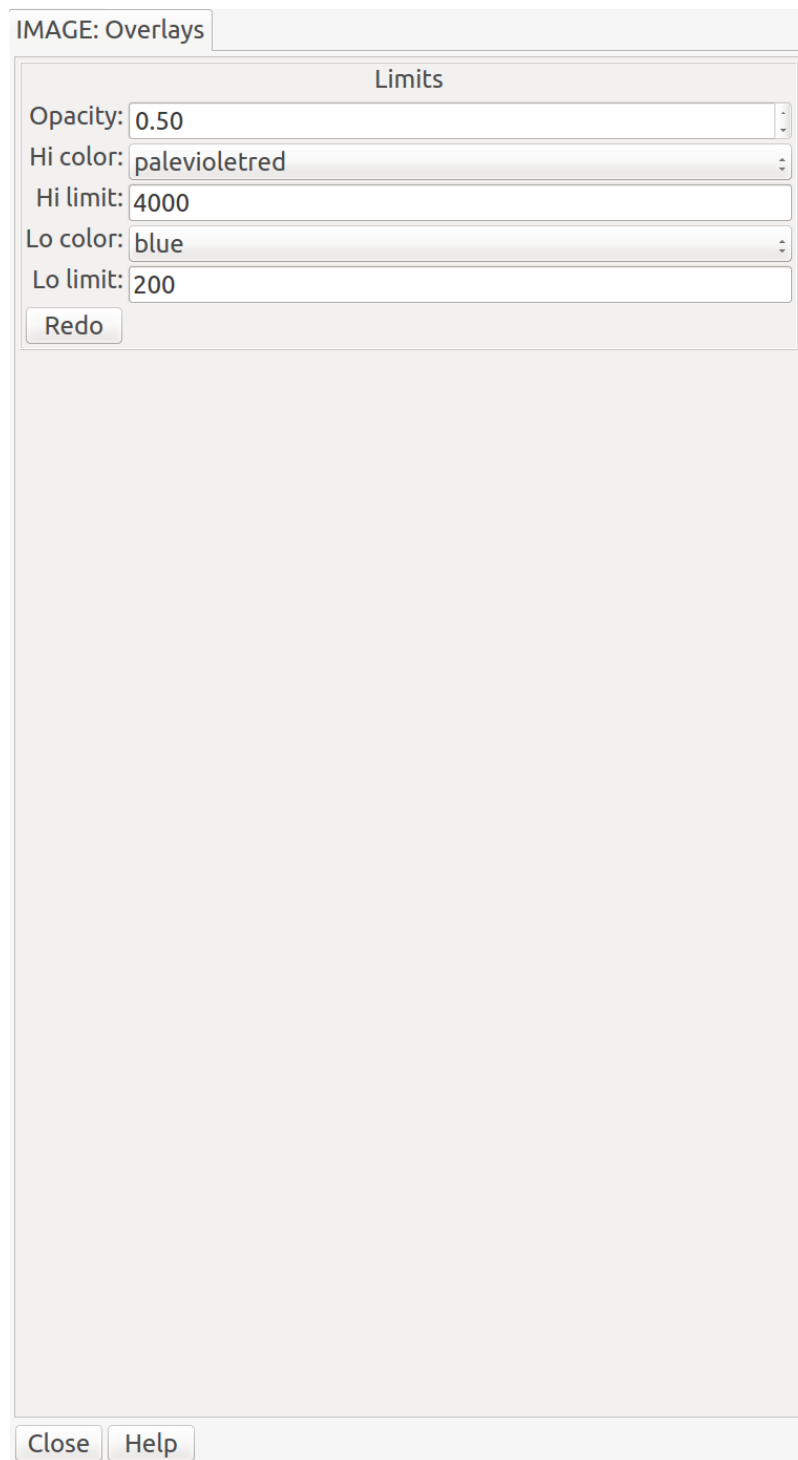 IMAGE: Overlays
Limits
Opacity: 0.50
Hi color: palevioletred
Hi limit: 4000
Lo color: blue
Lo limit: 200
Redo
Close Help